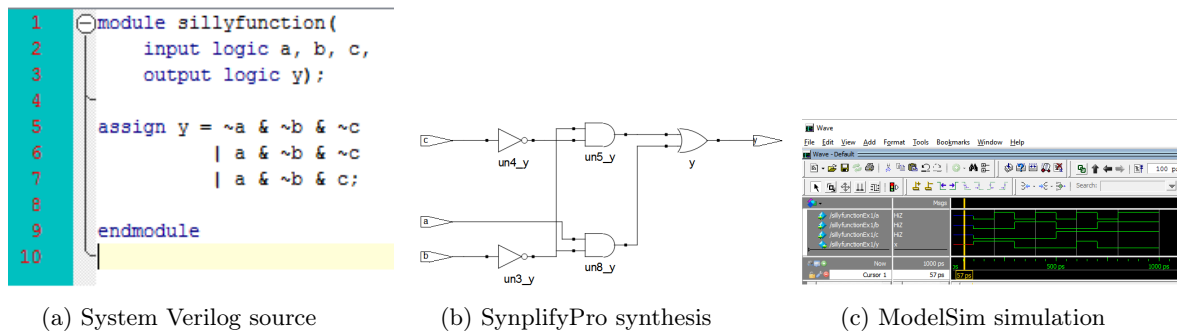 1 module sillyfunction(
2 input logic a, b, c,
3 output logic y);
4
5 assign y = ~a & ~b & ~c
6 | a & ~b & ~c
7 | a & ~b & c;
8
9 endmodule
10
(a) System Verilog source
c
un4_y
un5_y
y
y
a
b
un3_y
un8_y
(b) SynplifyPro synthesis
Wave
File Edit View Add Format Tools Bookmarks Window Help
Wave - Default
100 ps
Search:
Msgs
/sillyfunctionEx1/a HiZ
/sillyfunctionEx1/b HiZ
/sillyfunctionEx1/c HiZ
/sillyfunctionEx1/y x
Now 1000 ps
500 ps 1000 ps
Cursor 1 57 ps
57 ps
(c) ModelSim simulation